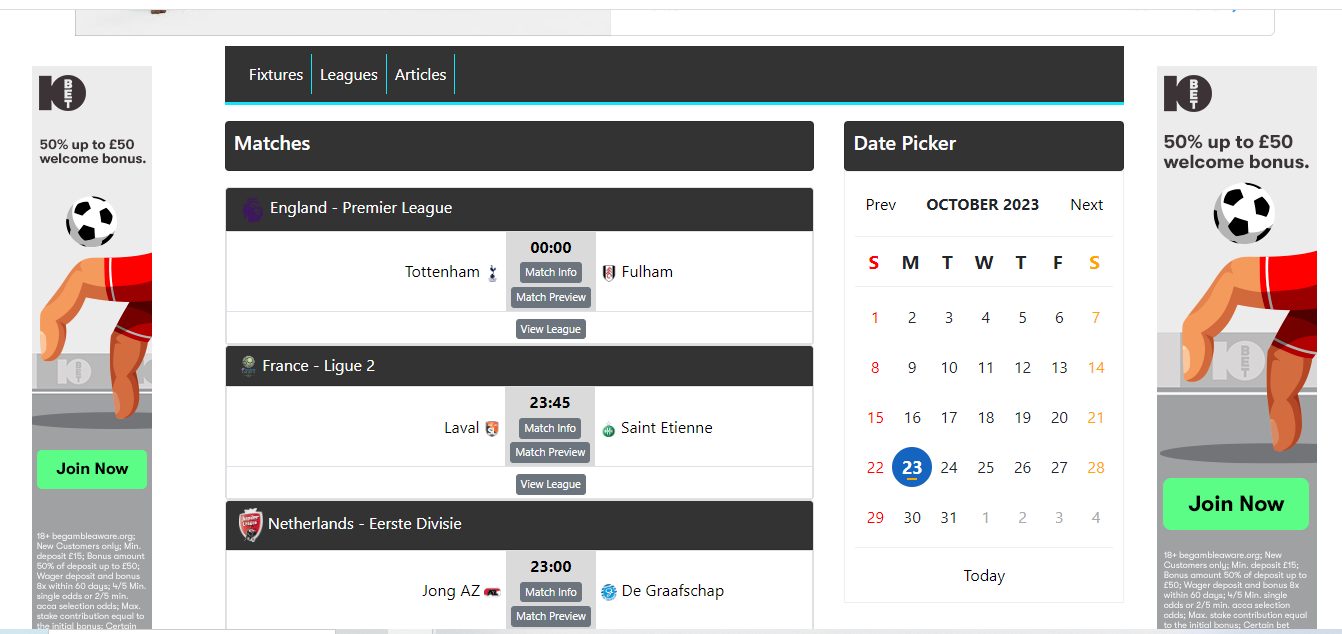 Fixtures
Leagues
Articles
10 BET
50% up to £50
welcome bonus.
Join Now
18+ begambleaware.org;
New Customers only; Min.
deposit £15; Bonus amount
50% of deposit up to £50;
Wager deposit and bonus
8x within 60 days; 4/5 Min.
single odds or 2/5 min.
acca selection odds; Max.
stake contribution equal to
the initial bonus; Certain
Matches
England - Premier League
00:00
Tottenham
Match Info
Fulham
Match Preview
View League
France - Ligue 2
23:45
Laval
Match Info
Saint Etienne
Match Preview
View League
Netherlands - Eerste Divisie
23:00
Jong AZ
Match Info
De Graafschap
Match Preview
Date Picker
Prev OCTOBER 2023 Next
S M T W T F S
1 2 3 4 5 6 7
8 9 10 11 12 13 14
15 16 17 18 19 20 21
22 23 24 25 26 27 28
29 30 31 1 2 3 4
Today
10 BET
50% up to £50
welcome bonus.
10 BET
Join Now
18+ begambleaware.org; New
Customers only; Min. deposit £15;
Bonus amount 50% of deposit up to
£50; Wager deposit and bonus 8x
within 60 days; 4/5 Min. single
odds or 2/5 min. acca selection
odds; Max. stake contribution equal
to the initial bonus; Certain bet